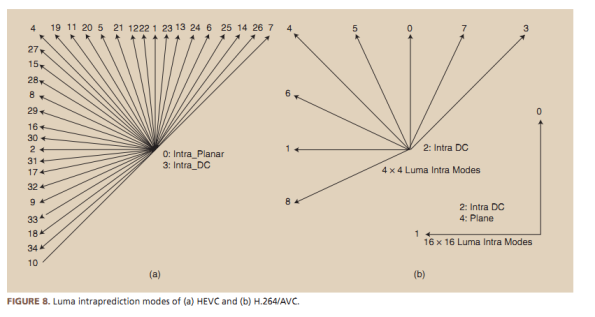 4 19 11 20 5 21 12 22 1 23 13 24 6 25 14 26 7
27
15
28
8
29
16
30
2
31
17
32
9
33
18
34
10
0: Intra_Planar
3: Intra_DC
(a)
4 5 0 7 3
6
1
8
2: Intra DC
4 × 4 Luma Intra Modes
0
2: Intra DC
4: Plane
1
16 × 16 Luma Intra Modes
(b)
FIGURE 8. Luma intraprediction modes of (a) HEVC and (b) H.264/AVC.